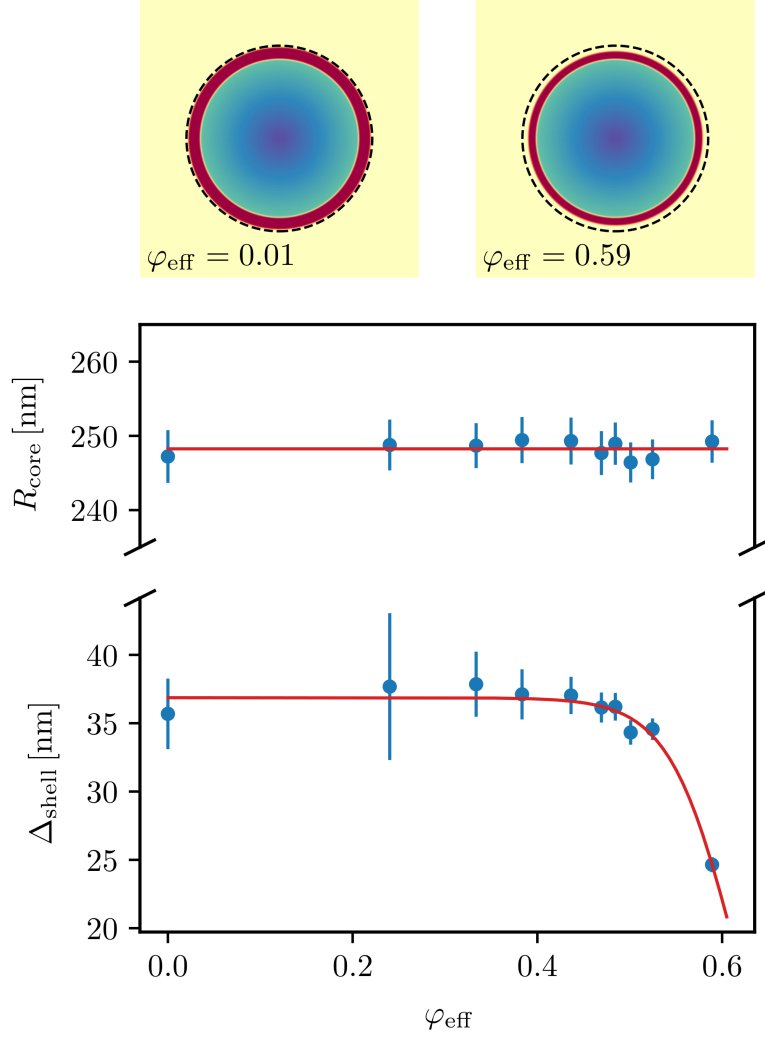 φeff = 0.01
φeff = 0.59
Rcore [nm]
260
250
240
Δshell [nm]
40
35
30
25
20
0.0 0.2 0.4 0.6
φeff